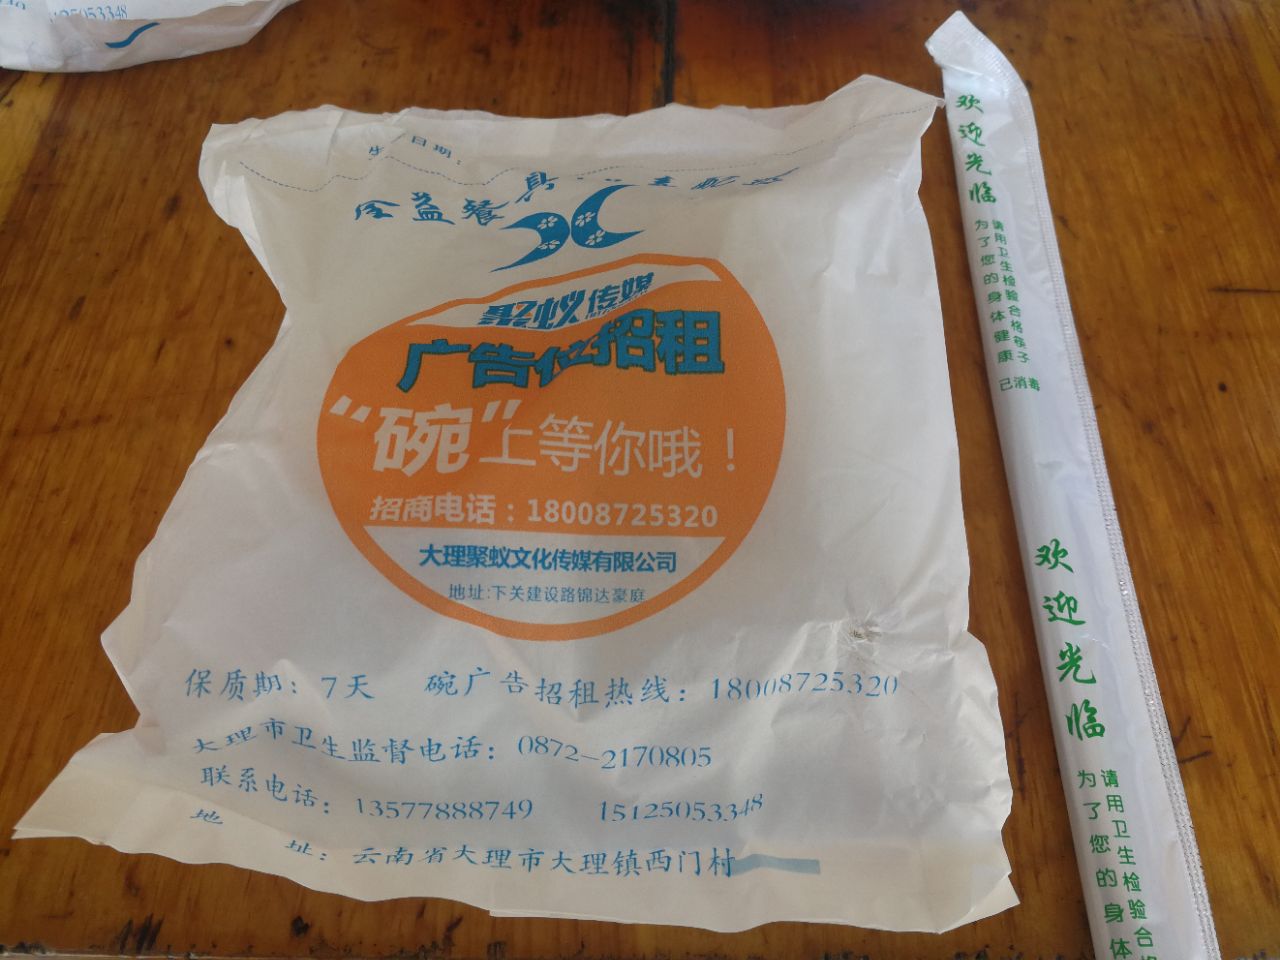 25053348
日期：
益餐具
聚蚁传媒
广告位招租
“碗”上等你哦！
招商电话：18008725320
大理聚蚁文化传媒有限公司
地址:下关建设路锦达豪庭
保质期：7天 碗广告招租热线：18008725320
大理市卫生监督电话：0872-2170805
联系电话：13577888749 15125053348
地 址：云南省大理市大理镇西门村
欢迎光临
请用卫生检验合格筷子
为了您的身体健康 已消毒
欢迎光临
请用卫生检验合格
为了您的身体